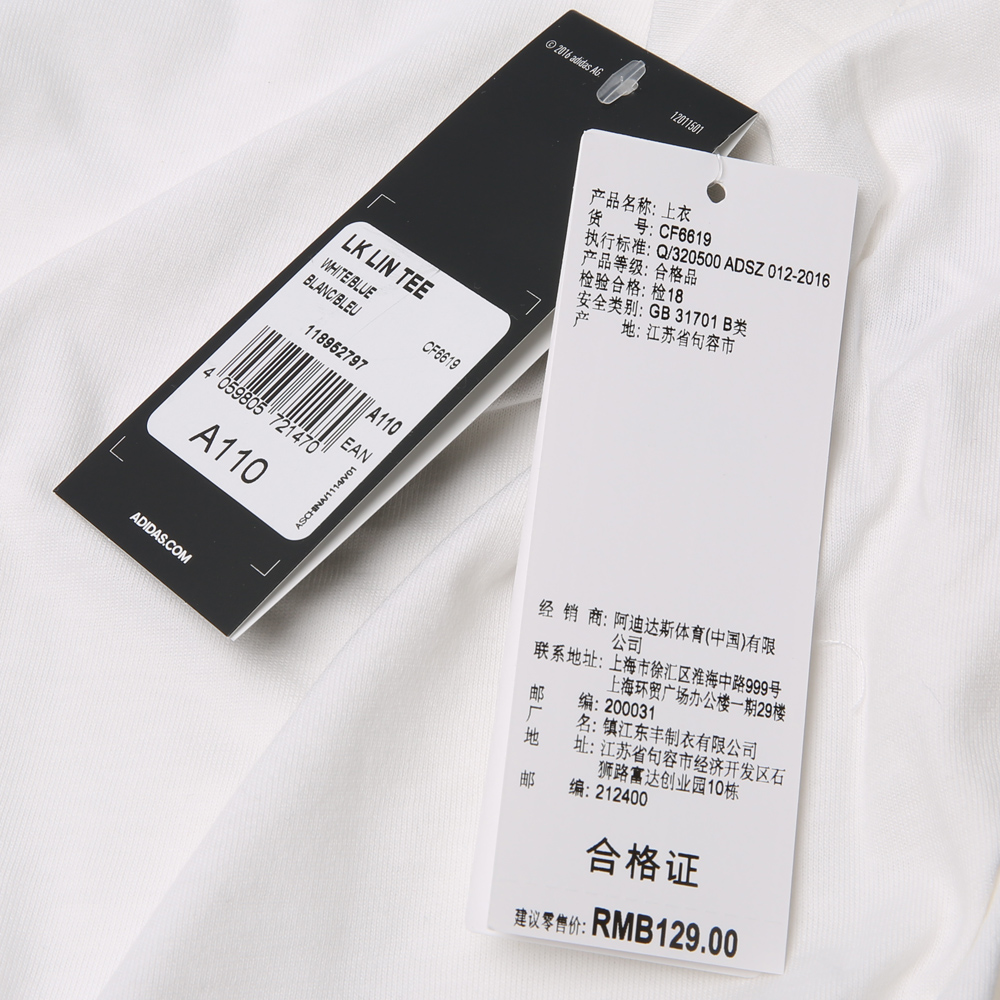 © 2016 adidas AG.
12011501
LK LIN TEE
WHITE/BLUE
BLANC/BLEU
CF6619
118952797
A110
4 059805 721470
EAN
A110
ASCHINA/1114/V01
ADIDAS.COM
产品名称: 上衣
货 号: CF6619
执行标准: Q/320500 ADSZ 012-2016
产品等级: 合格品
检验合格: 检18
安全类别: GB 31701 B类
产 地: 江苏省句容市
经 销 商: 阿迪达斯体育(中国)有限
公司
联系地址: 上海市徐汇区淮海中路999号
上海环贸广场办公楼一期29楼
邮 编: 200031
厂 名: 镇江东丰制衣有限公司
地 址: 江苏省句容市经济开发区石
狮路富达创业园10栋
邮 编: 212400
合格证
建议零售价: RMB129.00